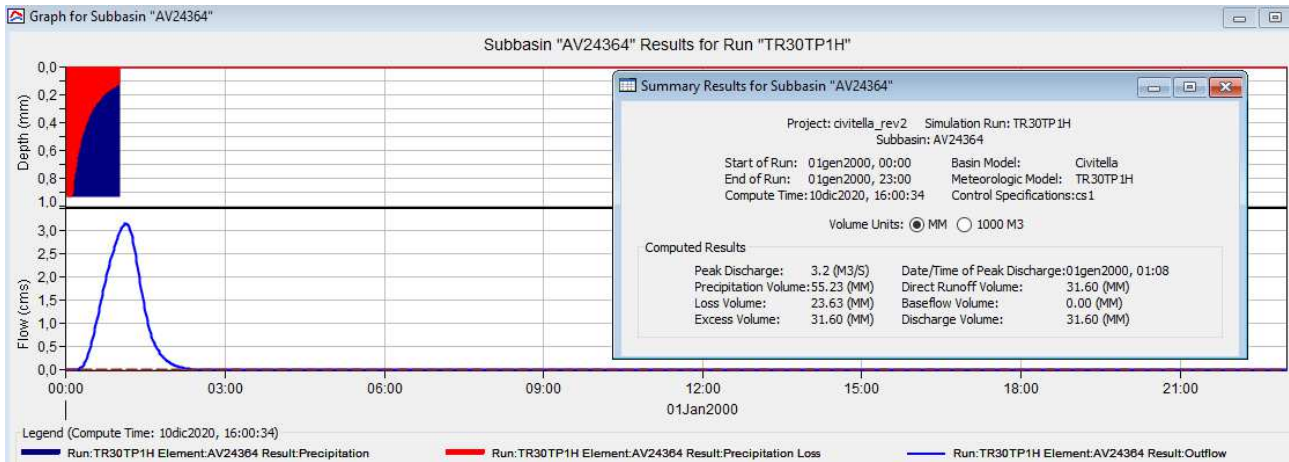 Graph for Subbasin "AV24364"
Subbasin "AV24364" Results for Run "TR30TP1H"
0,0
0,2
0,4
0,6
0,8
1,0
Depth (mm)
3,0
2,5
2,0
1,5
1,0
0,5
0,0
Flow (cms)
00:00 03:00 06:00 09:00 12:00 15:00 18:00 21:00
01Jan2000
Summary Results for Subbasin "AV24364"
Project: civitella_rev2 Simulation Run: TR30TP1H
Subbasin: AV24364
Start of Run: 01gen2000, 00:00 Basin Model: Civitella
End of Run: 01gen2000, 23:00 Meteorologic Model: TR30TP1H
Compute Time:10dic2020, 16:00:34 Control Specifications:cs1
Volume Units: MM 1000 M3
Computed Results
Peak Discharge: 3.2 (M3/S) Date/Time of Peak Discharge:01gen2000, 01:08
Precipitation Volume:55.23 (MM) Direct Runoff Volume: 31.60 (MM)
Loss Volume: 23.63 (MM) Baseflow Volume: 0.00 (MM)
Excess Volume: 31.60 (MM) Discharge Volume: 31.60 (MM)
Legend (Compute Time: 10dic2020, 16:00:34)
Run:TR30TP1H Element:AV24364 Result:Precipitation Run:TR30TP1H Element:AV24364 Result:Precipitation Loss Run:TR30TP1H Element:AV24364 Result:Outflow